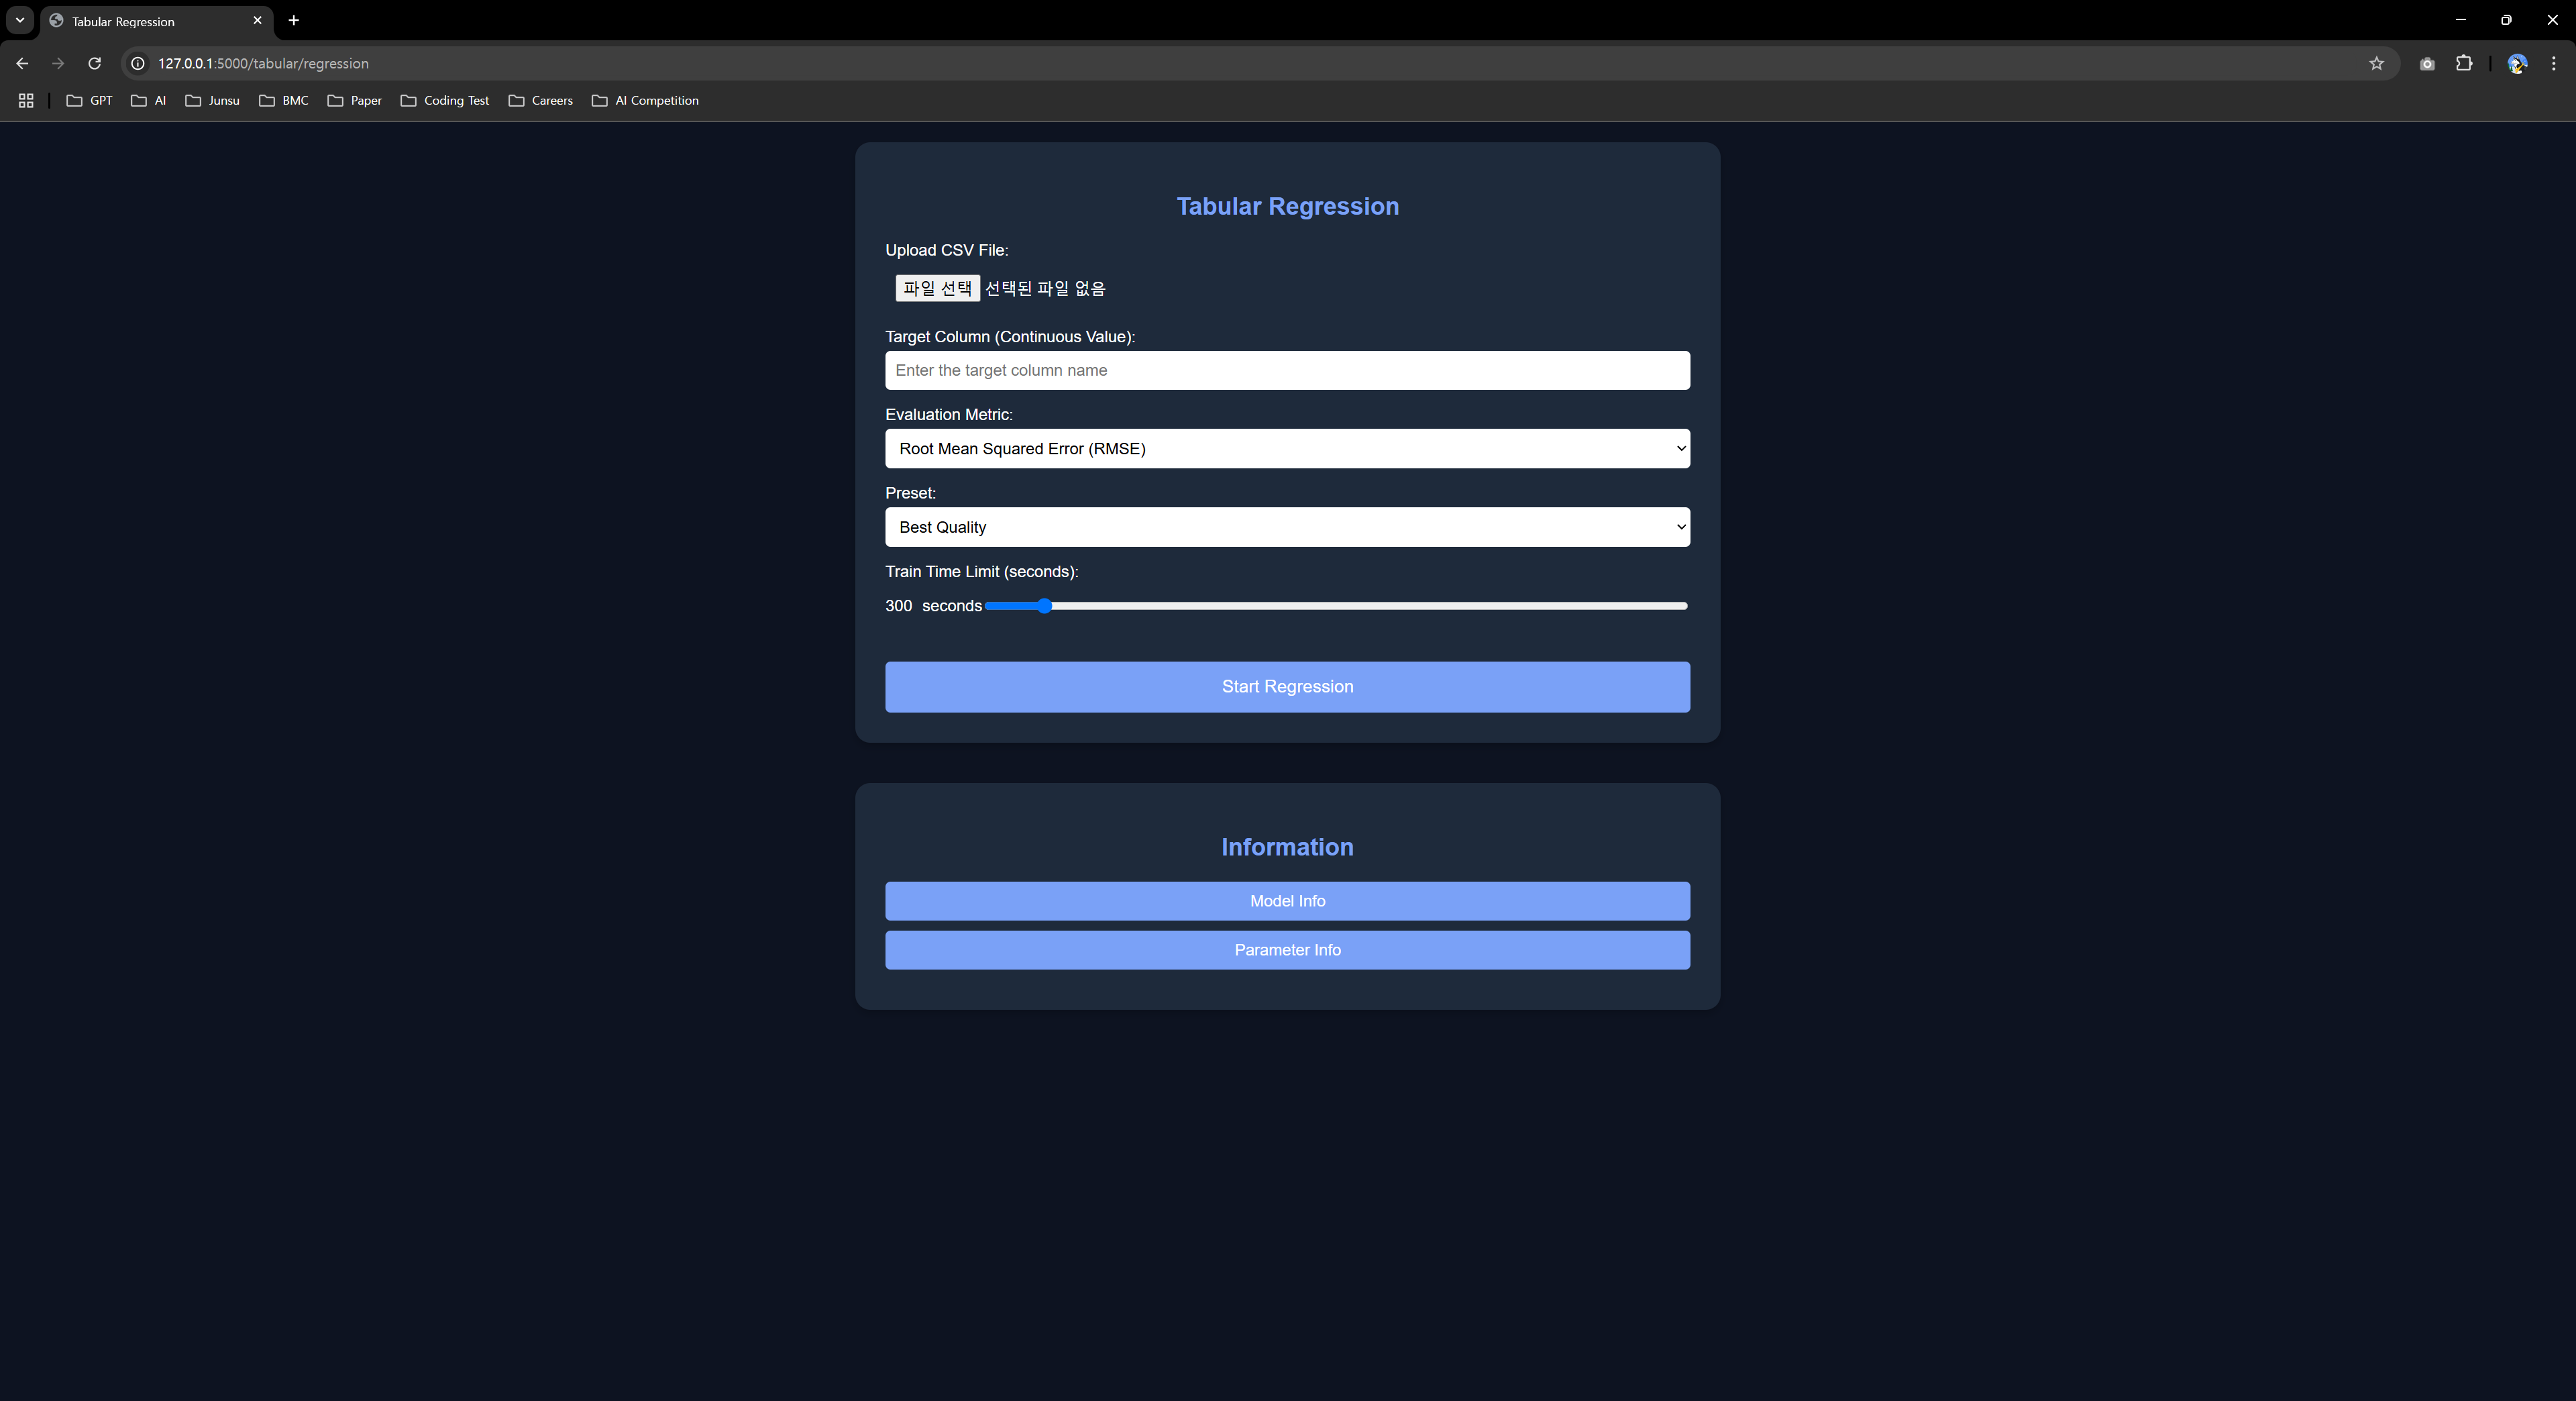 Tabular Regression
127.0.0.1:5000/tabular/regression
GPT AI Junsu BMC Paper Coding Test Careers AI Competition
Tabular Regression
Upload CSV File:
파일 선택 선택된 파일 없음
Target Column (Continuous Value):
Enter the target column name
Evaluation Metric:
Root Mean Squared Error (RMSE)
Preset:
Best Quality
Train Time Limit (seconds):
300 seconds
Start Regression
Information
Model Info
Parameter Info